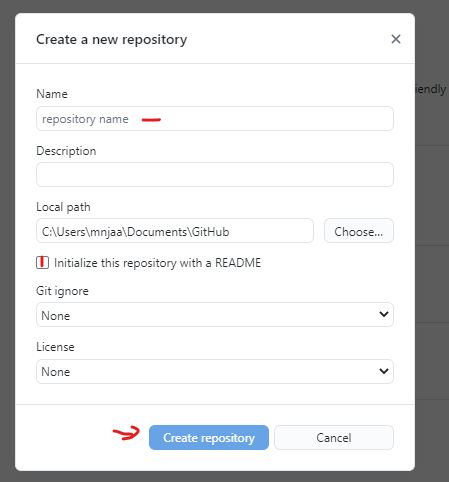 Create a new repository
Name
repository name
Description
Local path
C:\Users\mnjaa\Documents\GitHub
Choose...
Initialize this repository with a README
Git ignore
None
License
None
Create repository
Cancel
iendly